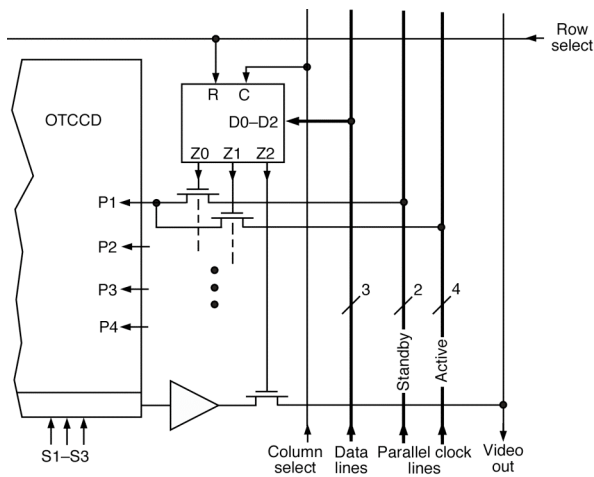 Row
select
R C
OTCCD
D0–D2
Z0 Z1 Z2
P1
P2
P3
P4
3
2
4
Standby
Active
S1–S3
Column
select
Data
lines
Parallel clock
lines
Video
out